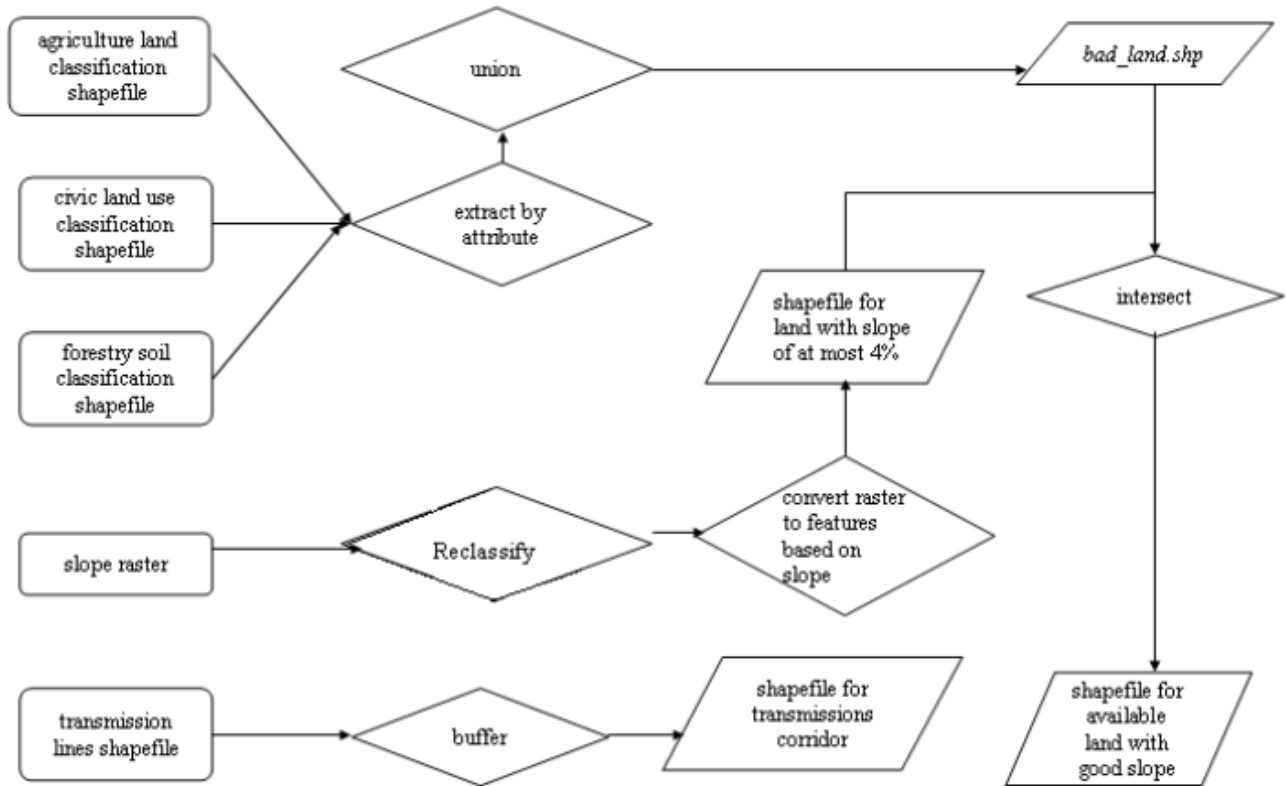 agriculture land
classification
shapefile
union
bad_land.shp
civic land use
classification
shapefile
extract by
attribute
shapefile for
land with slope
of at most 4%
intersect
forestry soil
classification
shapefile
slope raster
Reclassify
convert raster
to features
based on
slope
transmission
lines shapefile
buffer
shapefile for
transmissions
corridor
shapefile for
available
land with
good slope